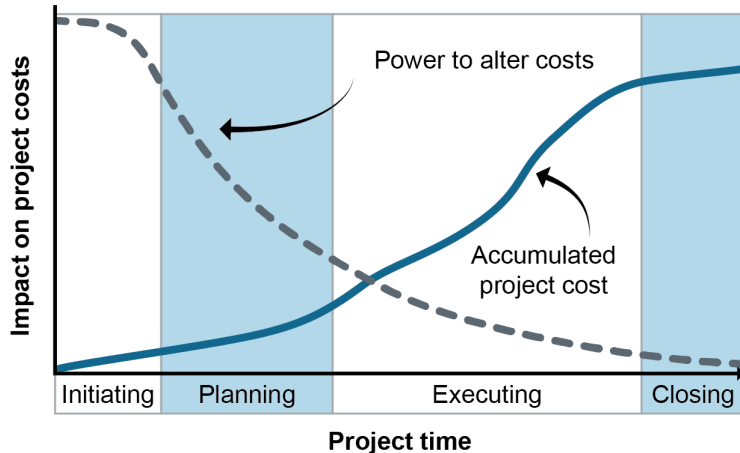 Impact on project costs
Power to alter costs
Accumulated
project cost
Initiating
Planning
Executing
Closing
Project time